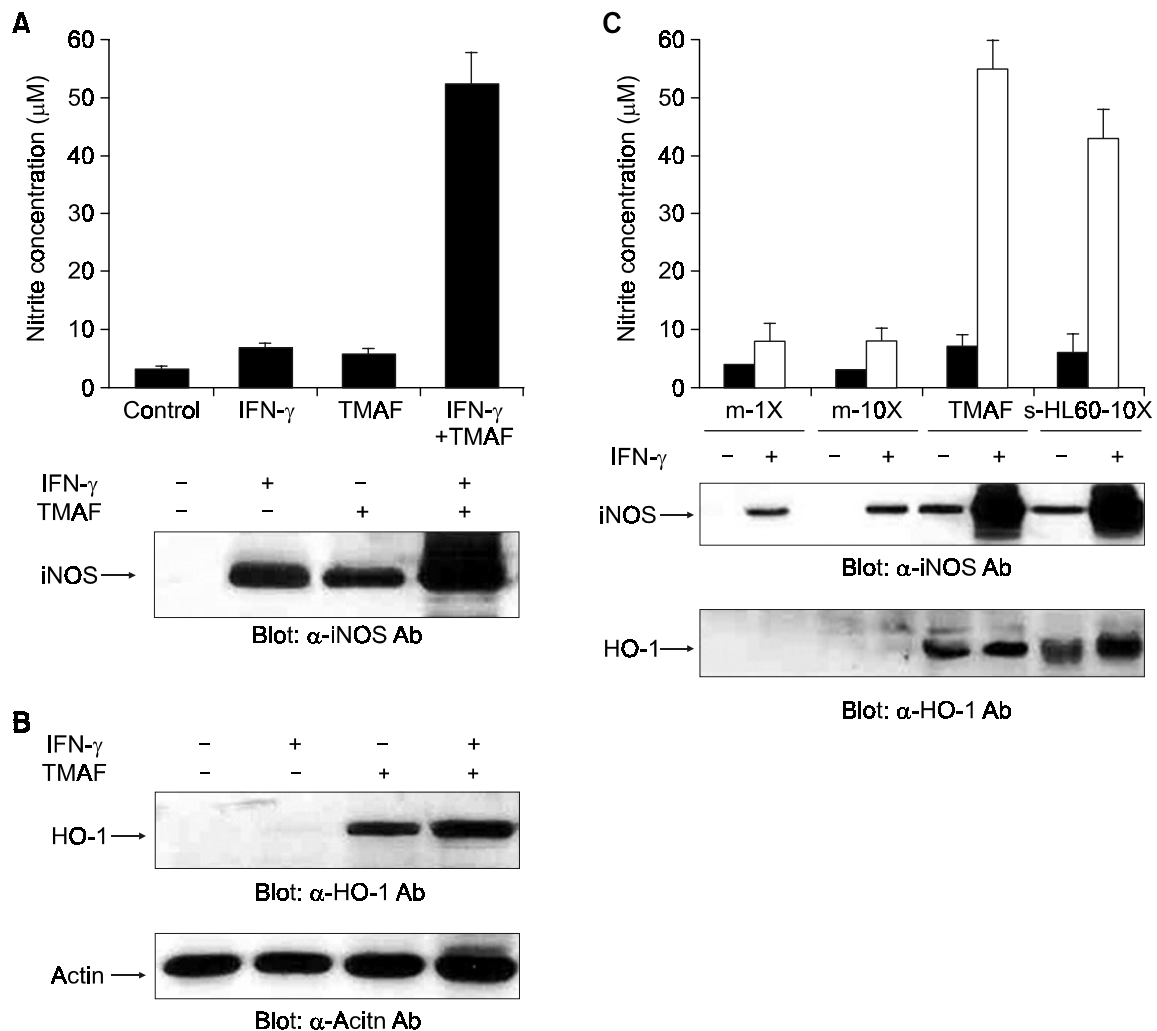 A
60
50
40
30
20
10
0
Nitrite concentration (μM)
Control IFN-γ TMAF IFN-γ
+TMAF
IFN-γ – + – +
TMAF – – + +
iNOS
Blot: α-iNOS Ab
B
IFN-γ – + – +
TMAF – – + +
HO-1
Blot: α-HO-1 Ab
Actin
Blot: α-Acitn Ab
C
60
50
40
30
20
10
0
Nitrite concentration (μM)
m-1X m-10X TMAF s-HL60-10X
IFN-γ – + – + – + – +
iNOS
Blot: α-iNOS Ab
HO-1
Blot: α-HO-1 Ab